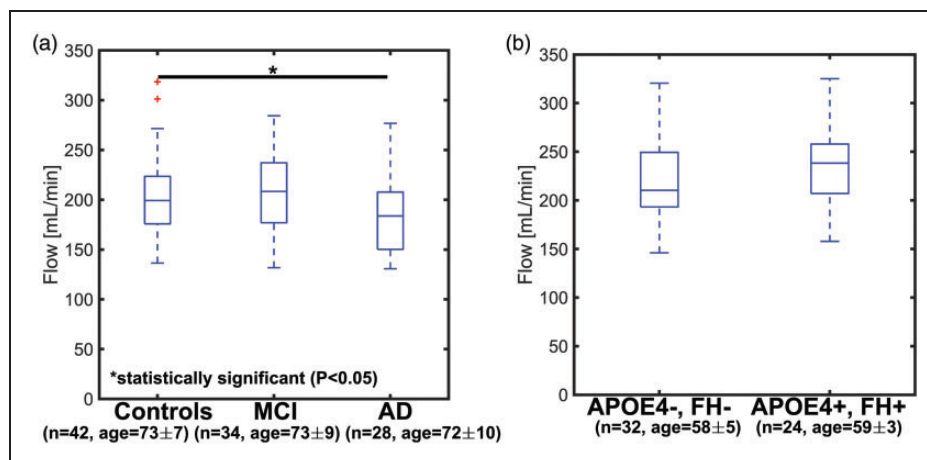 (a)
350
300
250
200
150
100
50
0
Flow [mL/min]
*
*statistically significant (P<0.05)
Controls MCI AD
(n=42, age=73±7) (n=34, age=73±9) (n=28, age=72±10)
(b)
350
300
250
200
150
100
50
0
Flow [mL/min]
APOE4-, FH- APOE4+, FH+
(n=32, age=58±5) (n=24, age=59±3)